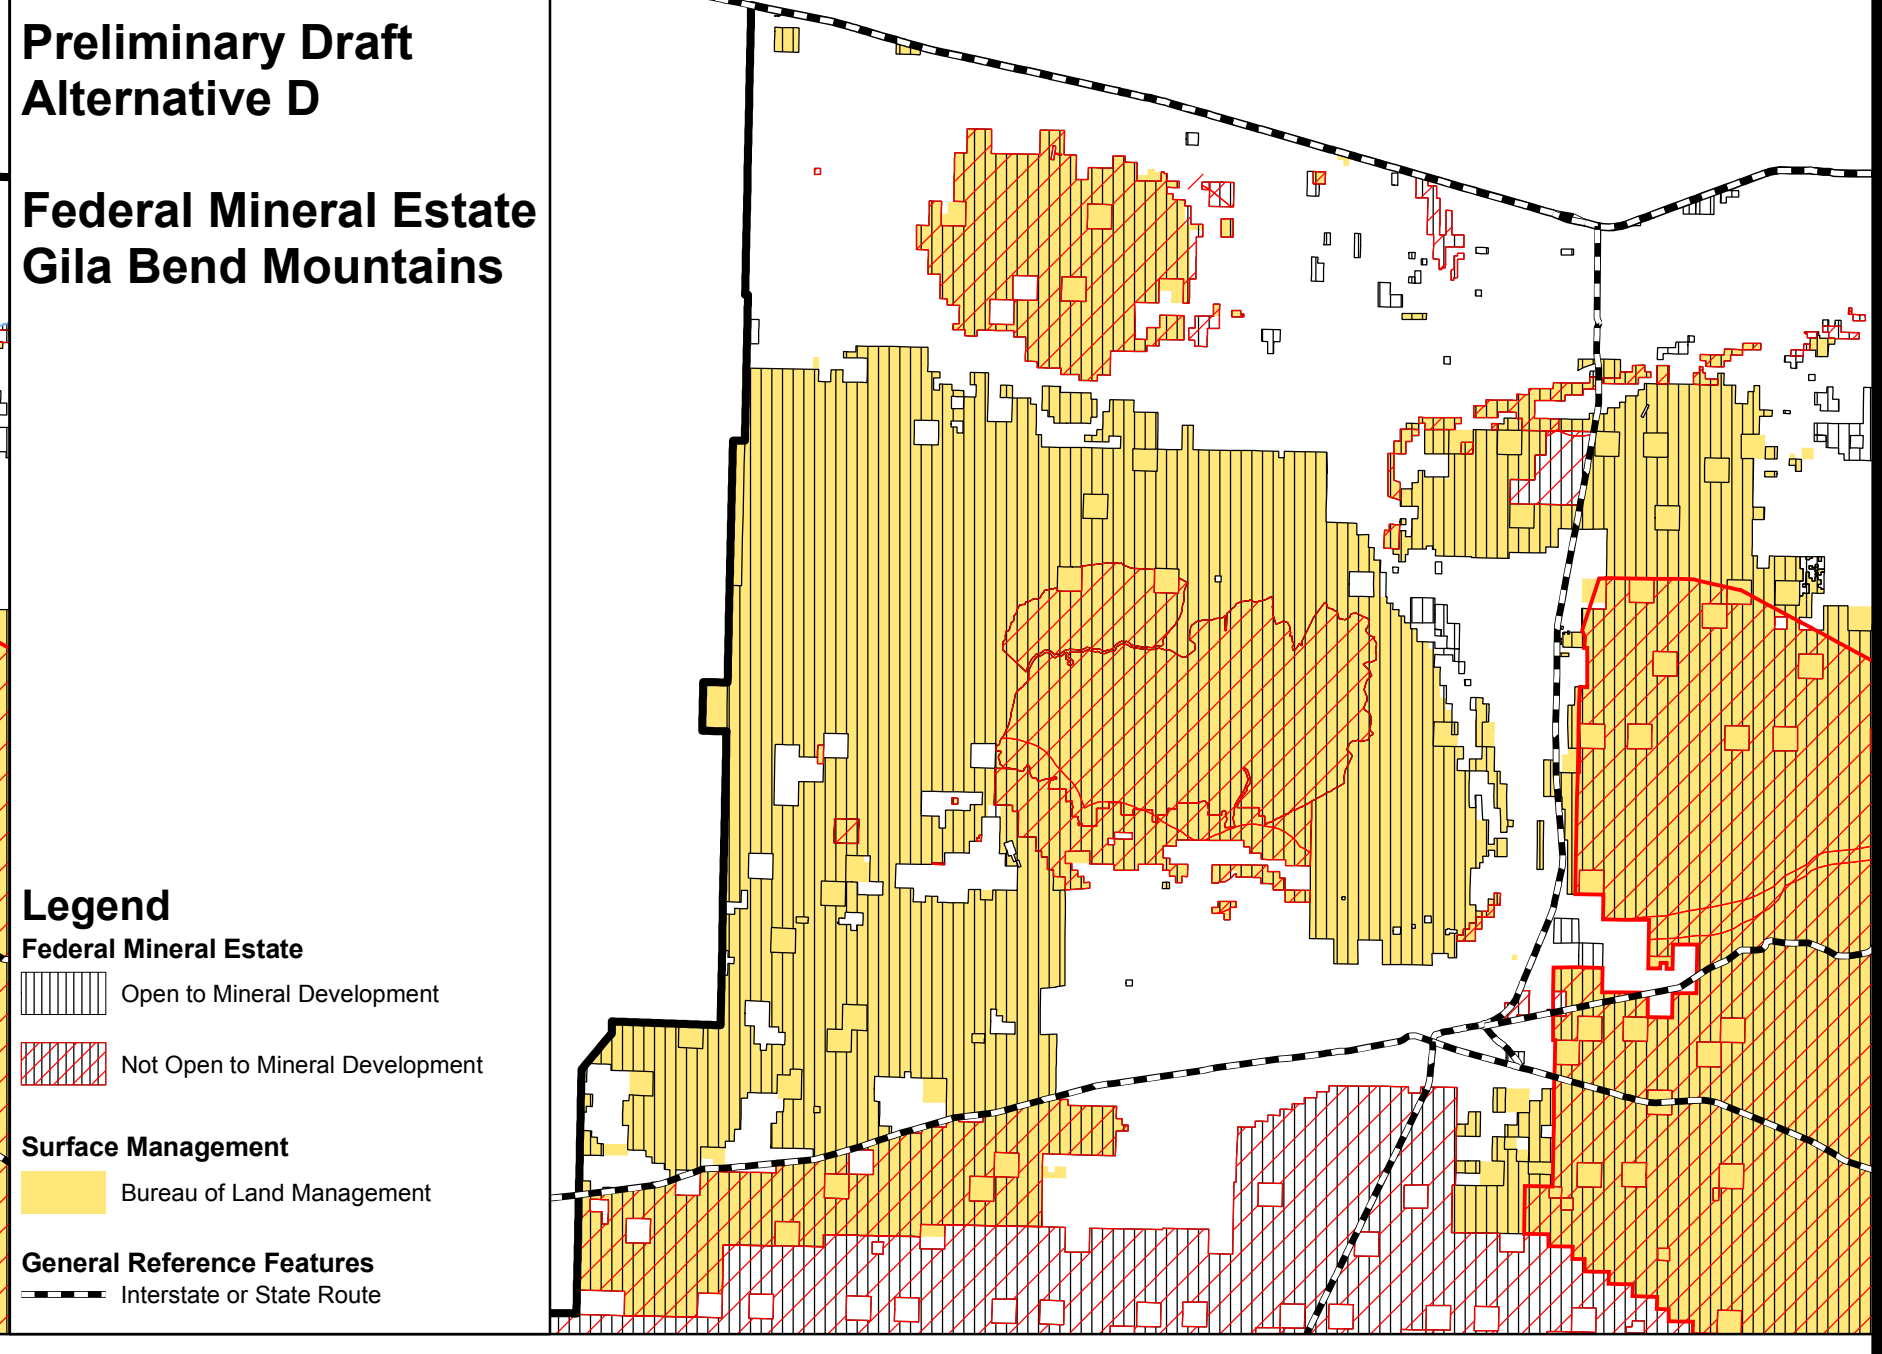 Preliminary Draft
Alternative D
Federal Mineral Estate
Gila Bend Mountains
Legend
Federal Mineral Estate
Open to Mineral Development
Not Open to Mineral Development
Surface Management
Bureau of Land Management
General Reference Features
Interstate or State Route